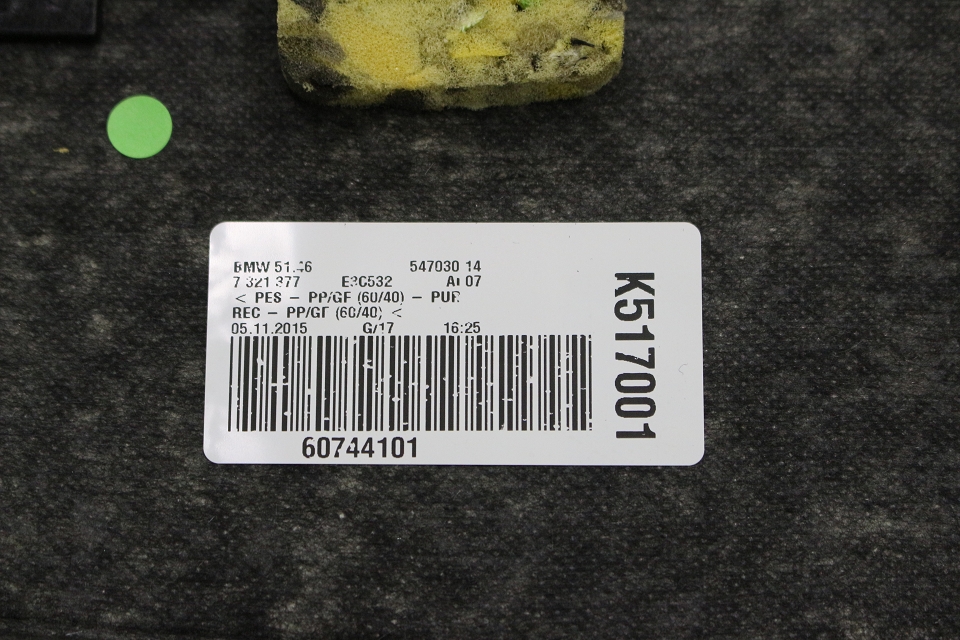 BMW 51.46 547030 14
7 321 377 E3C532 AI 07
< PES – PP/GF (60/40) – PUR
REC – PP/GF (60/40) <
05.11.2015 G/17 16:25
60744101
K517001